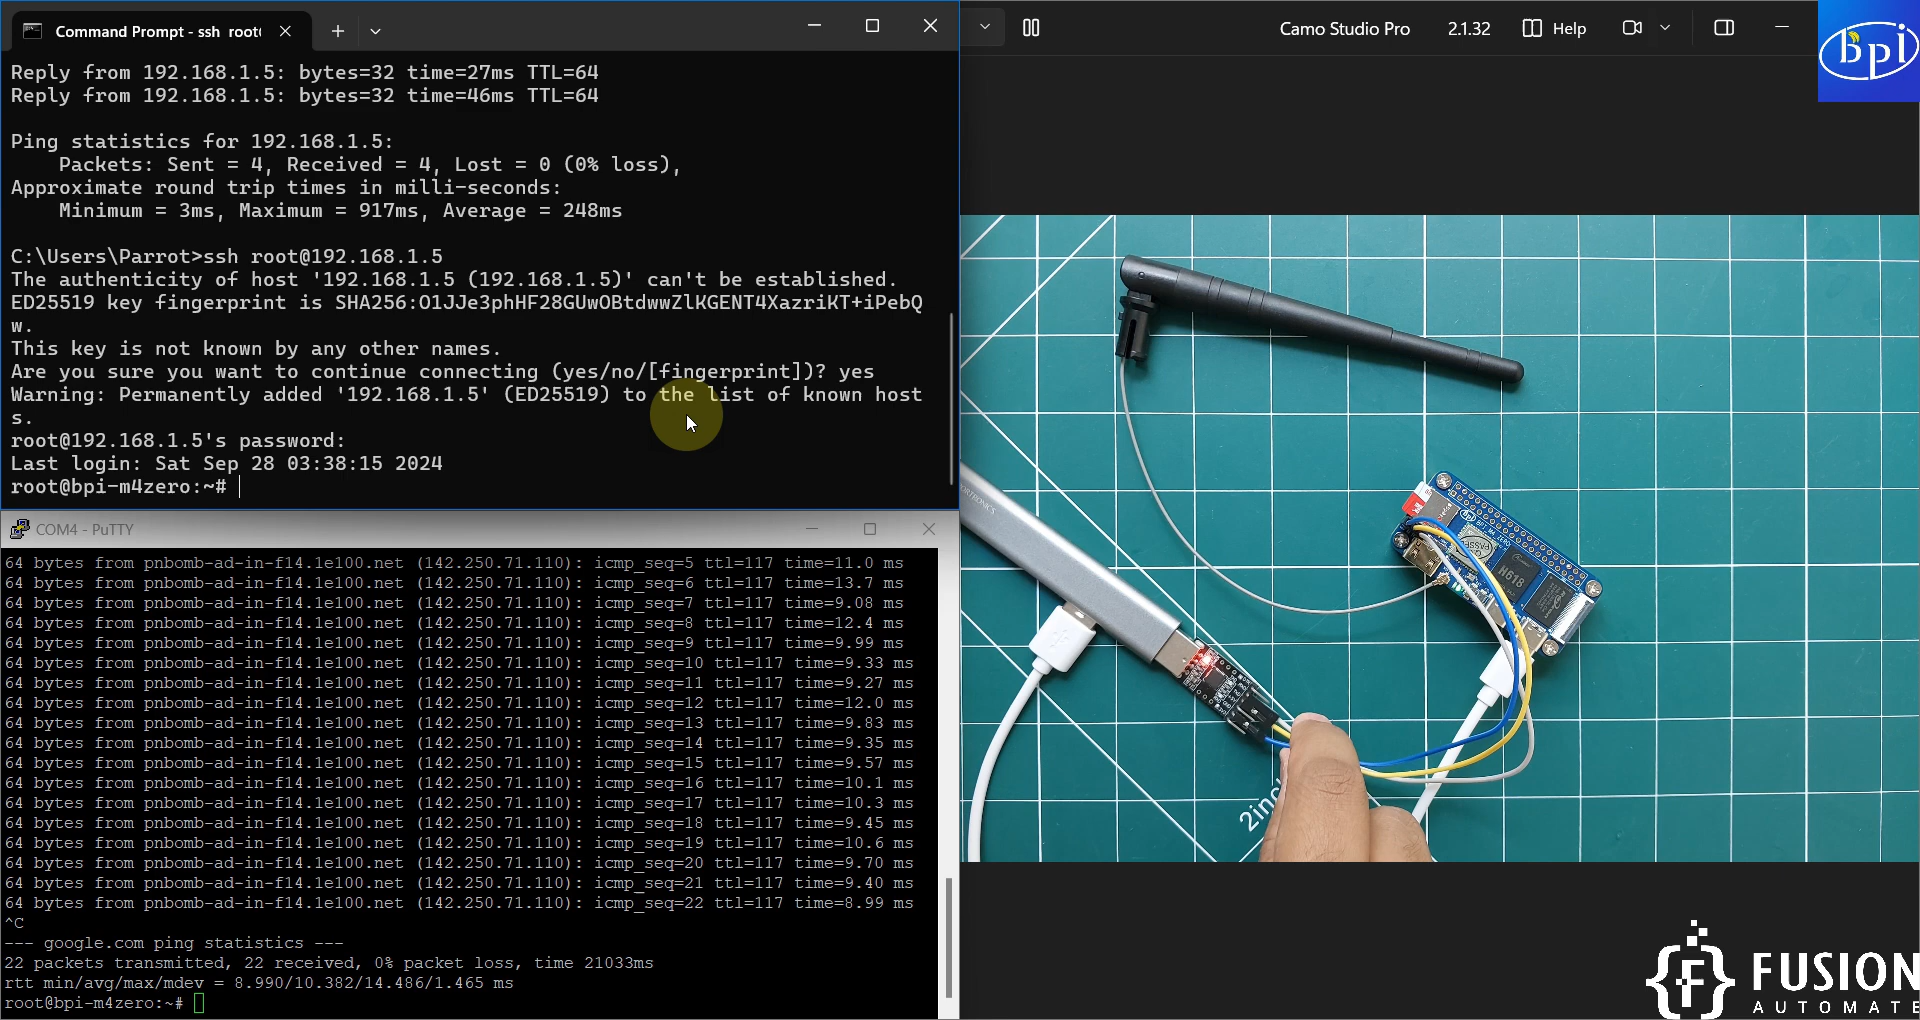 Command Prompt - ssh root(
Reply from 192.168.1.5: bytes=32 time=27ms TTL=64
Reply from 192.168.1.5: bytes=32 time=46ms TTL=64
Ping statistics for 192.168.1.5:
Packets: Sent = 4, Received = 4, Lost = 0 (0% loss),
Approximate round trip times in milli-seconds:
Minimum = 3ms, Maximum = 917ms, Average = 248ms
C:\Users\Parrot>ssh root@192.168.1.5
The authenticity of host '192.168.1.5 (192.168.1.5)' can't be established.
ED25519 key fingerprint is SHA256:O1JJe3phHF28GUwOBtdwwZlKGENT4XazriKT+iPebQ
w.
This key is not known by any other names.
Are you sure you want to continue connecting (yes/no/[fingerprint])? yes
Warning: Permanently added '192.168.1.5' (ED25519) to the list of known host
s.
root@192.168.1.5's password:
Last login: Sat Sep 28 03:38:15 2024
root@bpi-m4zero:~#
COM4 - PuTTY
64 bytes from pnbomb-ad-in-f14.1e100.net (142.250.71.110): icmp_seq=5 ttl=117 time=11.0 ms
64 bytes from pnbomb-ad-in-f14.1e100.net (142.250.71.110): icmp_seq=6 ttl=117 time=13.7 ms
64 bytes from pnbomb-ad-in-f14.1e100.net (142.250.71.110): icmp_seq=7 ttl=117 time=9.08 ms
64 bytes from pnbomb-ad-in-f14.1e100.net (142.250.71.110): icmp_seq=8 ttl=117 time=12.4 ms
64 bytes from pnbomb-ad-in-f14.1e100.net (142.250.71.110): icmp_seq=9 ttl=117 time=9.99 ms
64 bytes from pnbomb-ad-in-f14.1e100.net (142.250.71.110): icmp_seq=10 ttl=117 time=9.33 ms
64 bytes from pnbomb-ad-in-f14.1e100.net (142.250.71.110): icmp_seq=11 ttl=117 time=9.27 ms
64 bytes from pnbomb-ad-in-f14.1e100.net (142.250.71.110): icmp_seq=12 ttl=117 time=12.0 ms
64 bytes from pnbomb-ad-in-f14.1e100.net (142.250.71.110): icmp_seq=13 ttl=117 time=9.83 ms
64 bytes from pnbomb-ad-in-f14.1e100.net (142.250.71.110): icmp_seq=14 ttl=117 time=9.35 ms
64 bytes from pnbomb-ad-in-f14.1e100.net (142.250.71.110): icmp_seq=15 ttl=117 time=9.57 ms
64 bytes from pnbomb-ad-in-f14.1e100.net (142.250.71.110): icmp_seq=16 ttl=117 time=10.1 ms
64 bytes from pnbomb-ad-in-f14.1e100.net (142.250.71.110): icmp_seq=17 ttl=117 time=10.3 ms
64 bytes from pnbomb-ad-in-f14.1e100.net (142.250.71.110): icmp_seq=18 ttl=117 time=9.45 ms
64 bytes from pnbomb-ad-in-f14.1e100.net (142.250.71.110): icmp_seq=19 ttl=117 time=10.6 ms
64 bytes from pnbomb-ad-in-f14.1e100.net (142.250.71.110): icmp_seq=20 ttl=117 time=9.70 ms
64 bytes from pnbomb-ad-in-f14.1e100.net (142.250.71.110): icmp_seq=21 ttl=117 time=9.40 ms
64 bytes from pnbomb-ad-in-f14.1e100.net (142.250.71.110): icmp_seq=22 ttl=117 time=8.99 ms
^C
--- google.com ping statistics ---
22 packets transmitted, 22 received, 0% packet loss, time 21033ms
rtt min/avg/max/mdev = 8.990/10.382/14.486/1.465 ms
root@bpi-m4zero:~#
Camo Studio Pro 2.1.32 Help
bpi
H618
2inc
FUSION
AUTOMATE